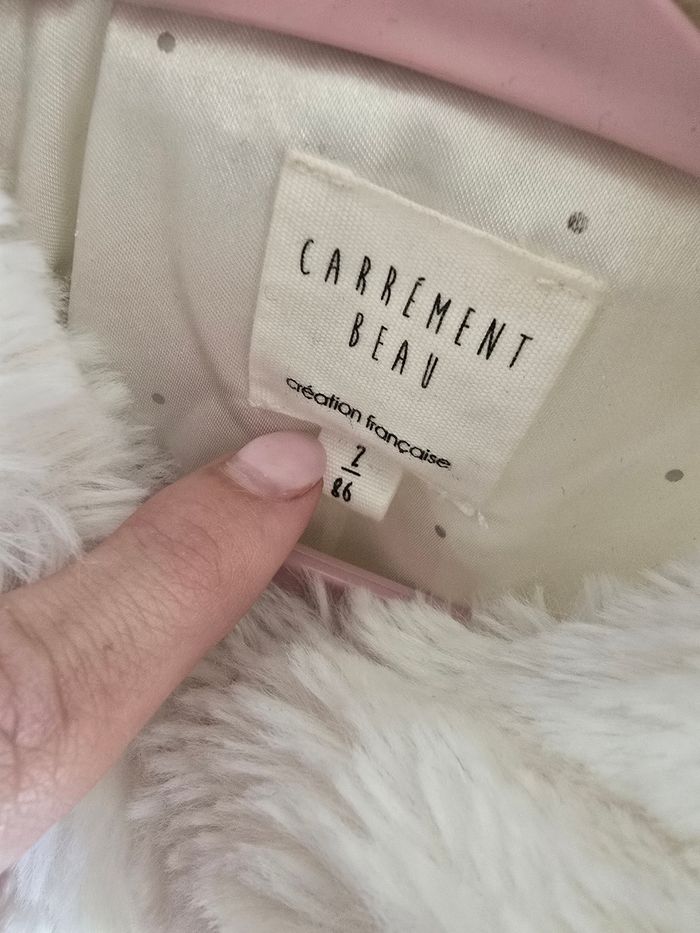 CARRÉMENT
BEAU
création française
2
86